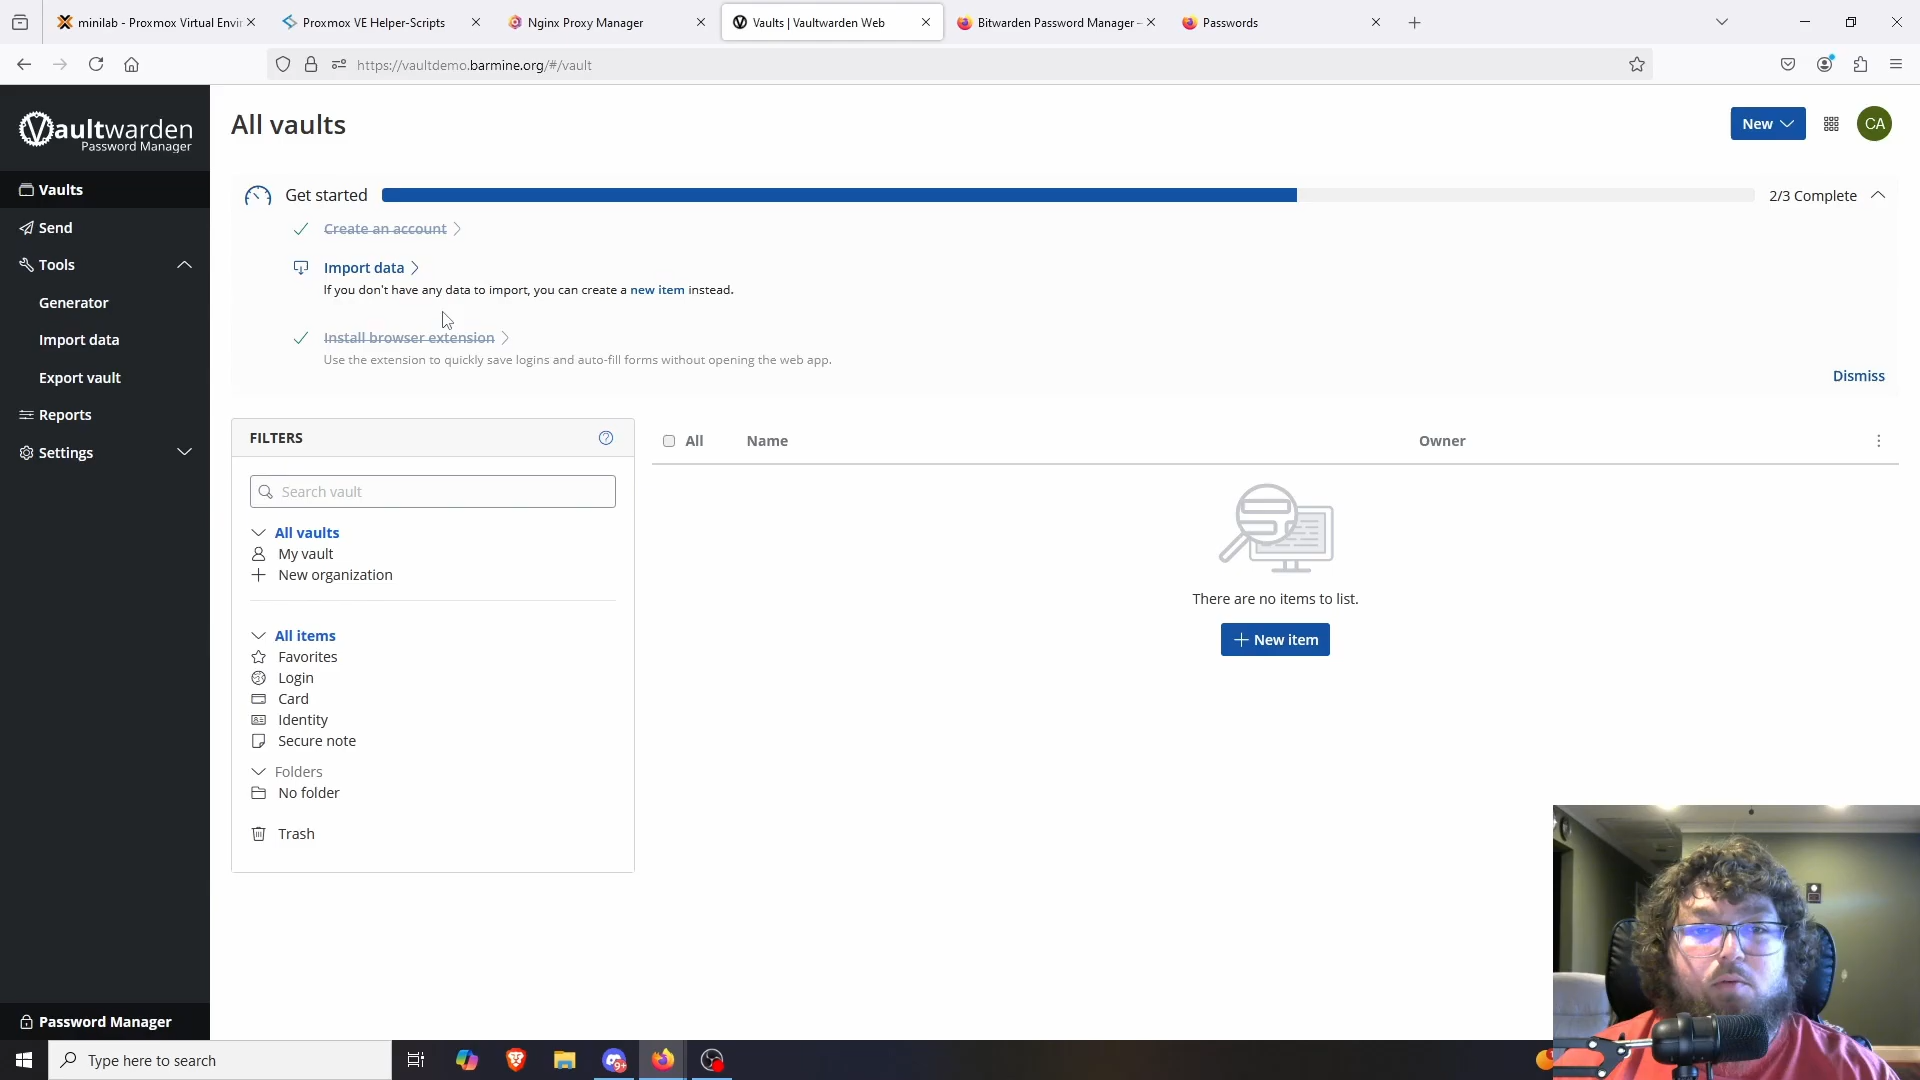 minilab - Proxmox Virtual Envir
Proxmox VE Helper-Scripts
Nginx Proxy Manager
Vaults | Vaultwarden Web
Bitwarden Password Manager -
Passwords
https://vaultdemo.barmine.org/#/vault
Vaultwarden
Password Manager
All vaults
New
CA
Vaults
Send
Tools
Generator
Import data
Export vault
Reports
Settings
Get started
2/3 Complete
Create an account
Import data
If you don't have any data to import, you can create a new item instead.
Install browser extension
Use the extension to quickly save logins and auto-fill forms without opening the web app.
Dismiss
FILTERS
Search vault
All vaults
My vault
New organization
All items
Favorites
Login
Card
Identity
Secure note
Folders
No folder
Trash
All
Name
Owner
There are no items to list.
New item
Password Manager
Type here to search
9+